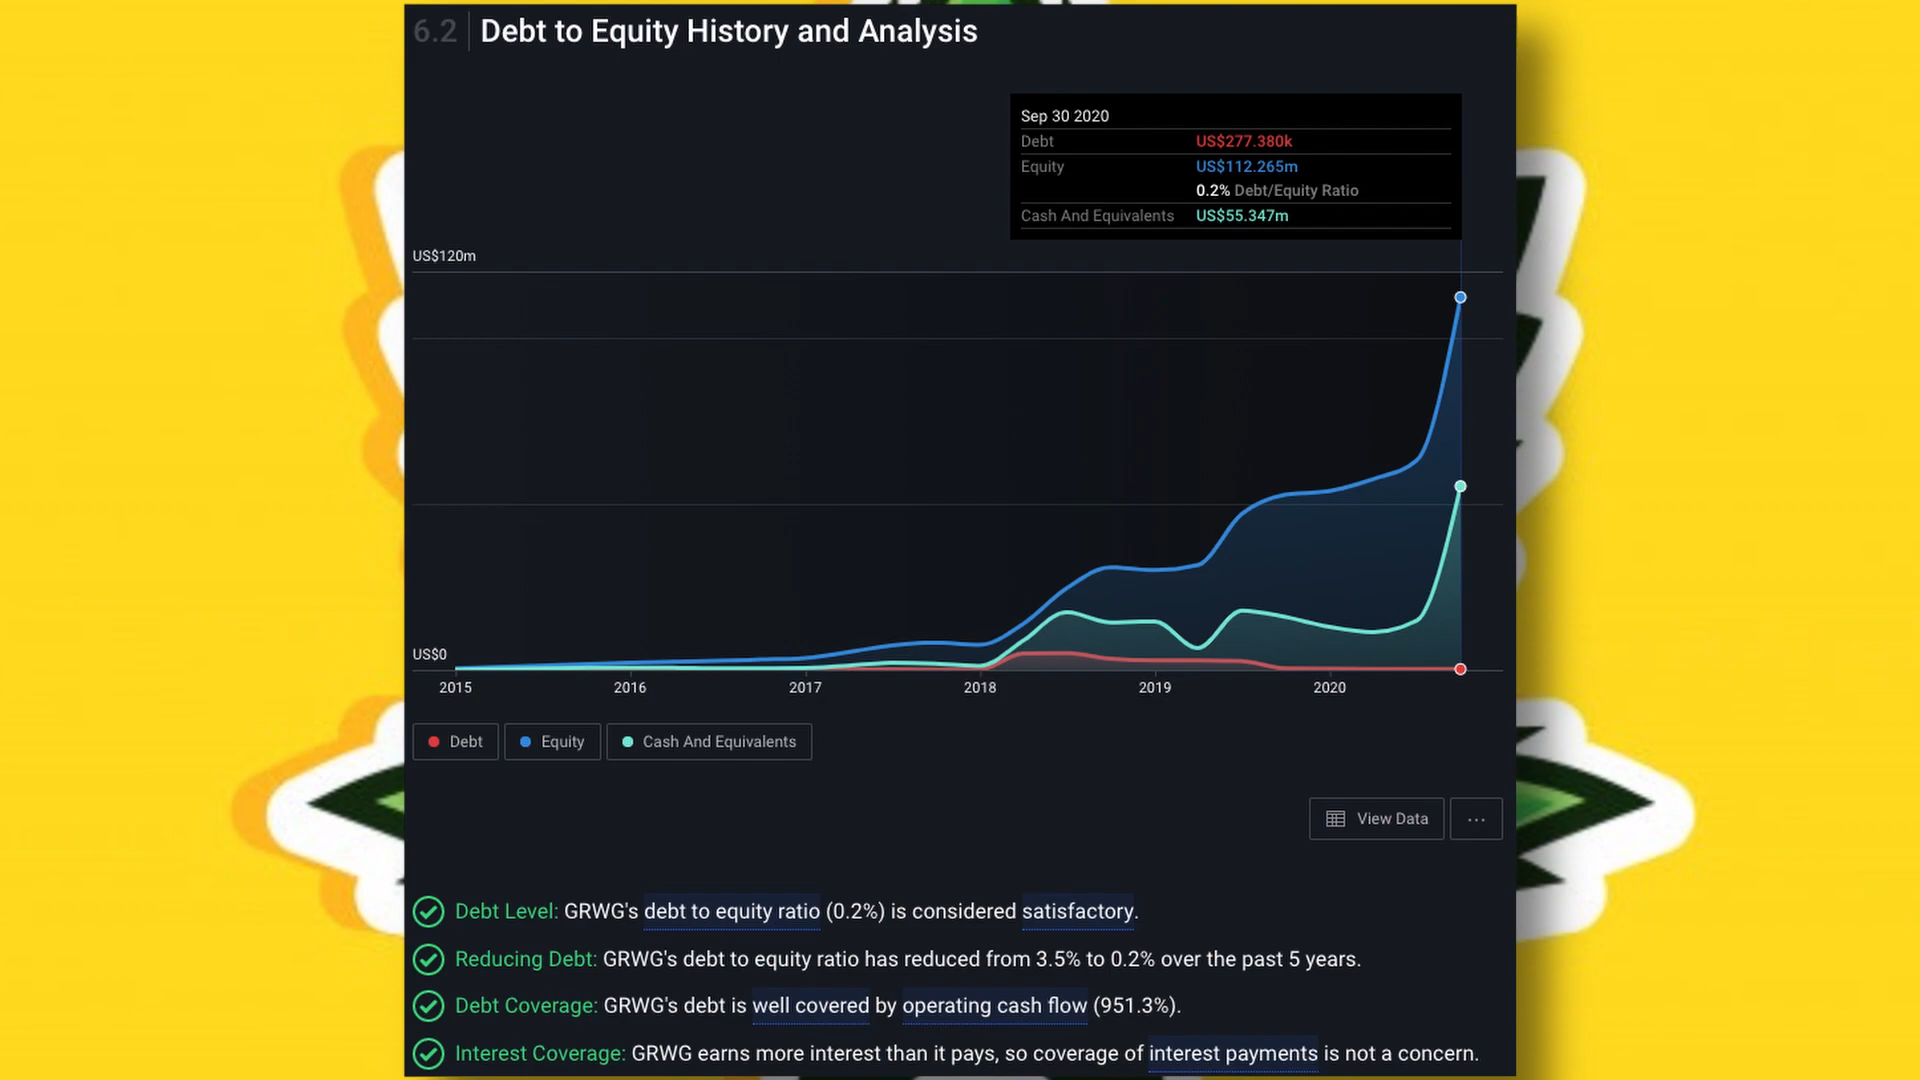 6.2 Debt to Equity History and Analysis
Sep 30 2020
Debt US$277.380k
Equity US$112.265m
0.2% Debt/Equity Ratio
Cash And Equivalents US$55.347m
US$120m
US$0
2015 2016 2017 2018 2019 2020
Debt Equity Cash And Equivalents
View Data ...
Debt Level: GRWG's debt to equity ratio (0.2%) is considered satisfactory.
Reducing Debt: GRWG's debt to equity ratio has reduced from 3.5% to 0.2% over the past 5 years.
Debt Coverage: GRWG's debt is well covered by operating cash flow (951.3%).
Interest Coverage: GRWG earns more interest than it pays, so coverage of interest payments is not a concern.